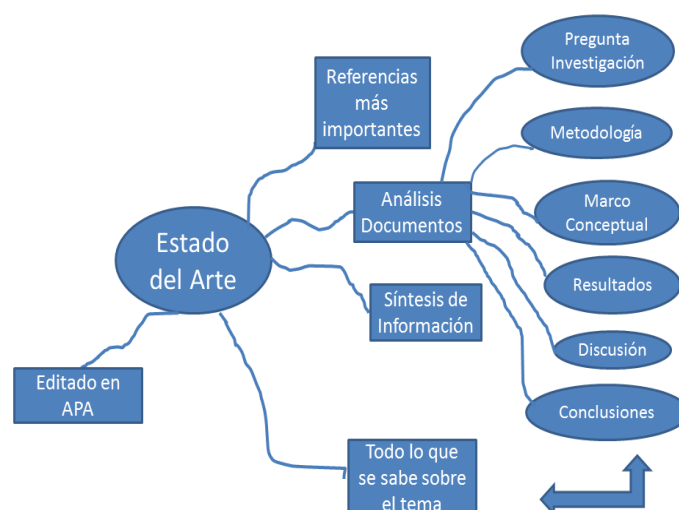 Estado
del Arte
Referencias
más
importantes
Análisis
Documentos
Síntesis de
Información
Editado en
APA
Todo lo que
se sabe sobre
el tema
Pregunta
Investigación
Metodología
Marco
Conceptual
Resultados
Discusión
Conclusiones